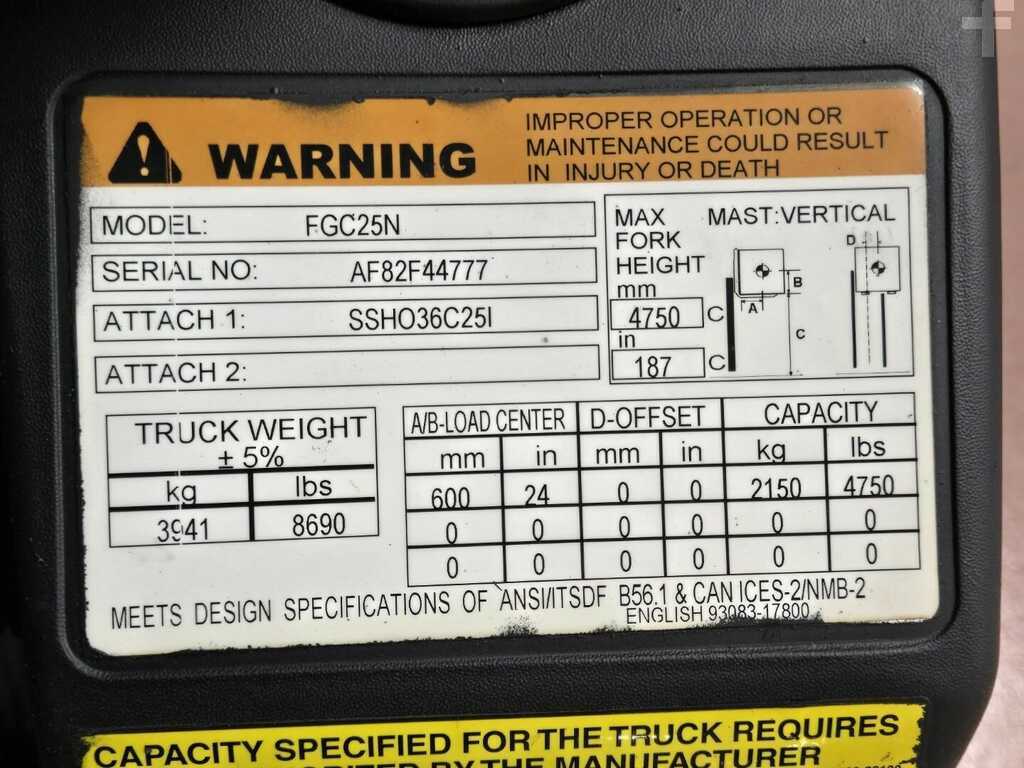 WARNING
IMPROPER OPERATION OR
MAINTENANCE COULD RESULT
IN INJURY OR DEATH
MODEL: FGC25N
SERIAL NO: AF82F44777
ATTACH 1: SSHO36C25I
ATTACH 2:
MAX MAST:VERTICAL
FORK
HEIGHT
mm
4750 C
in
187 C
A
B
C
D
TRUCK WEIGHT
± 5%
kg lbs
3941 8690
A/B-LOAD CENTER D-OFFSET CAPACITY
mm in mm in kg lbs
600 24 0 0 2150 4750
0 0 0 0 0 0
0 0 0 0 0 0
MEETS DESIGN SPECIFICATIONS OF ANSI/ITSDF B56.1 & CAN ICES-2/NMB-2
ENGLISH 93083-17800
CAPACITY SPECIFIED FOR THE TRUCK REQUIRES
BY THE MANUFACTURER